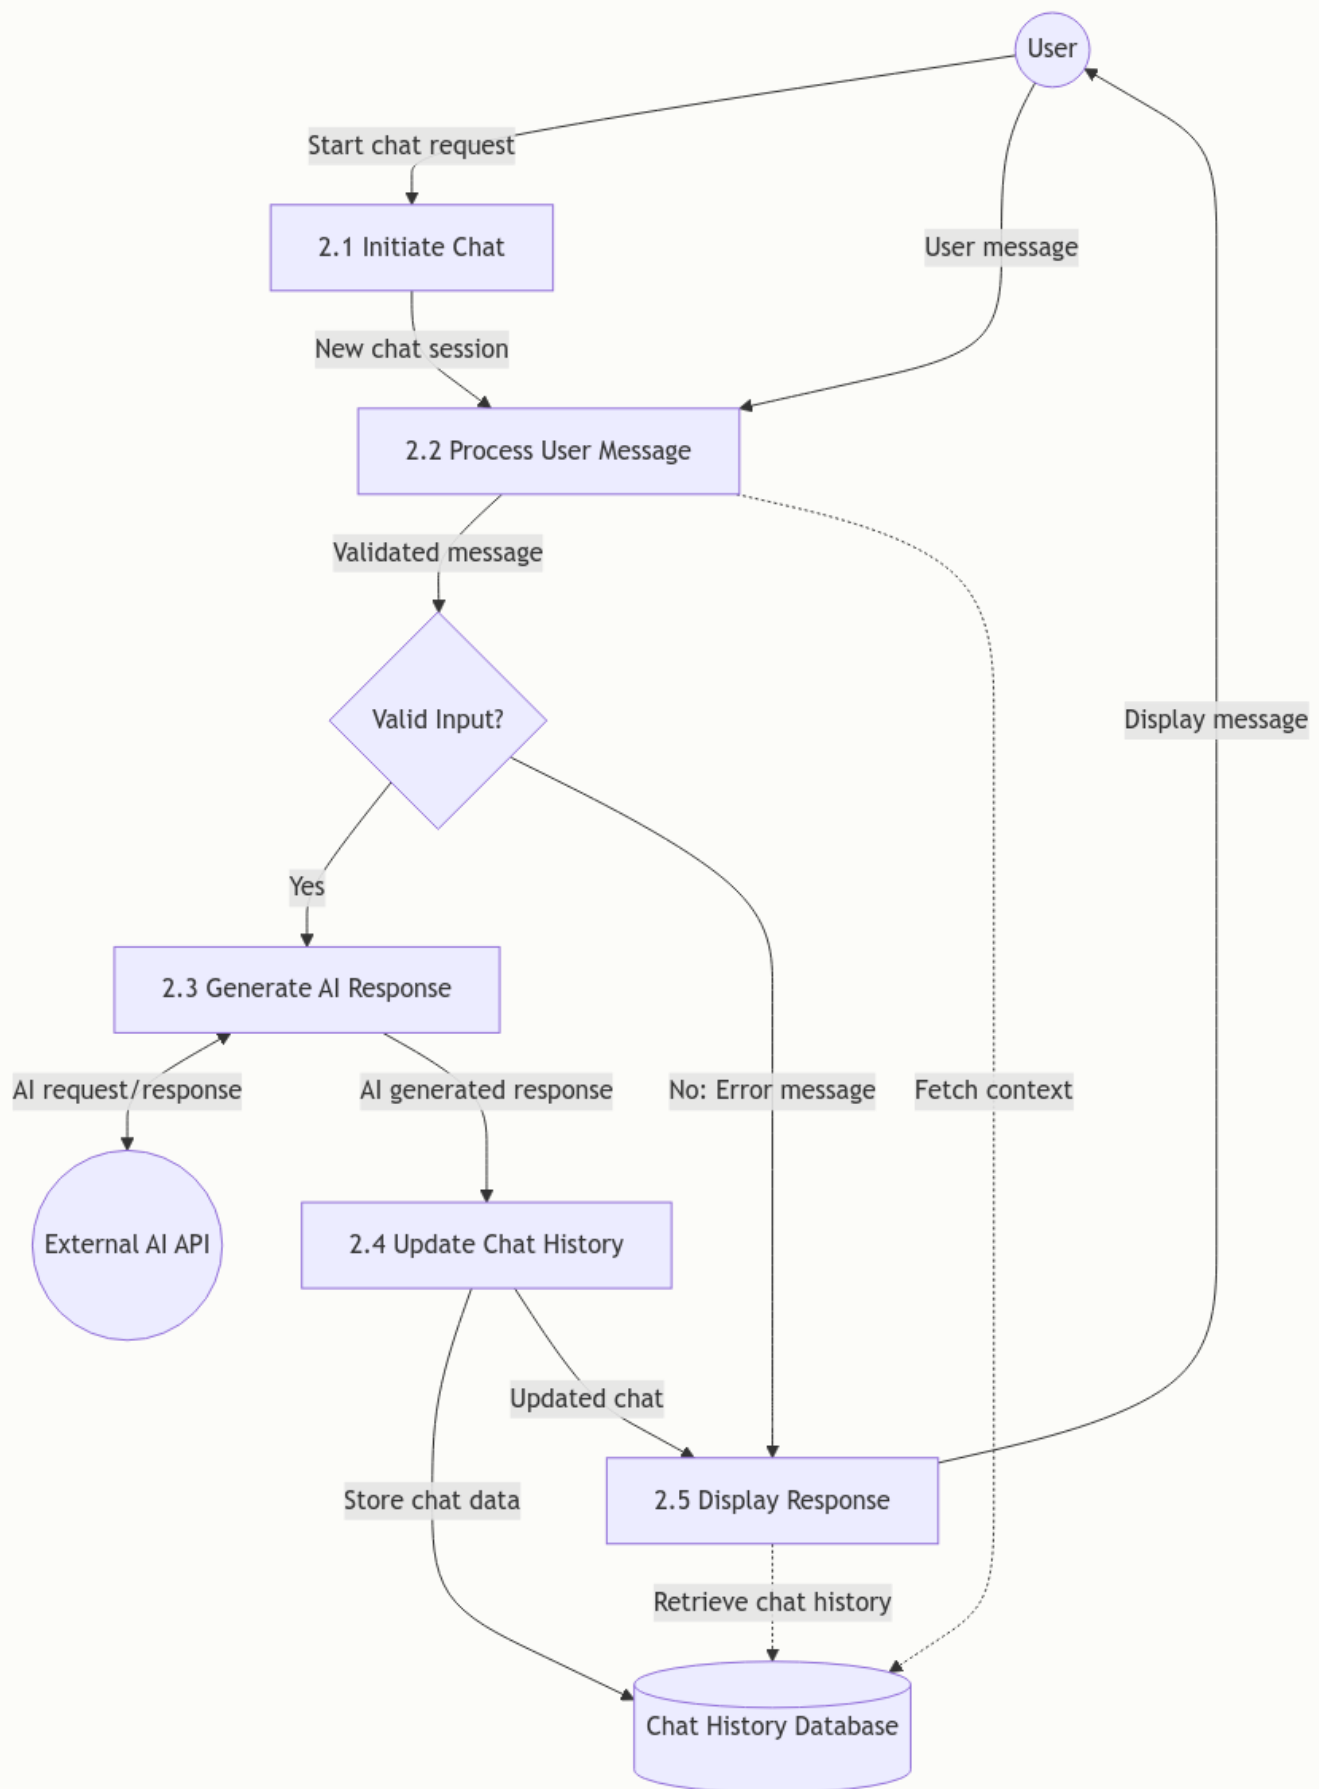 User
Start chat request
2.1 Initiate Chat
User message
New chat session
2.2 Process User Message
Validated message
Valid Input?
Display message
Yes
2.3 Generate AI Response
AI request/response
AI generated response
No: Error message
Fetch context
External AI API
2.4 Update Chat History
Updated chat
Store chat data
2.5 Display Response
Retrieve chat history
Chat History Database